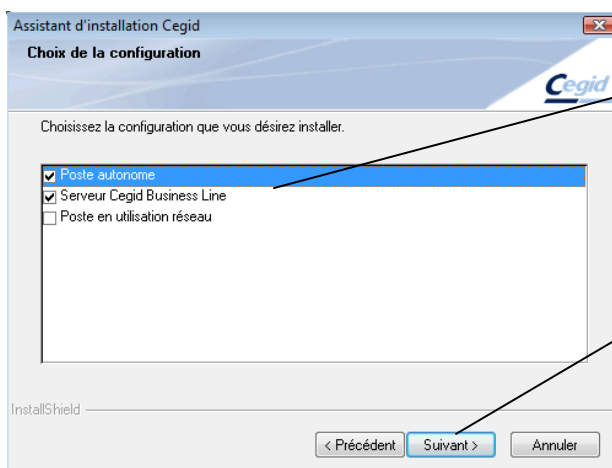 Assistant d'installation Cegid
Choix de la configuration
Cegid
Choisissez la configuration que vous désirez installer.
Poste autonome
Serveur Cegid Business Line
Poste en utilisation réseau
InstallShield
< Précédent
Suivant >
Annuler